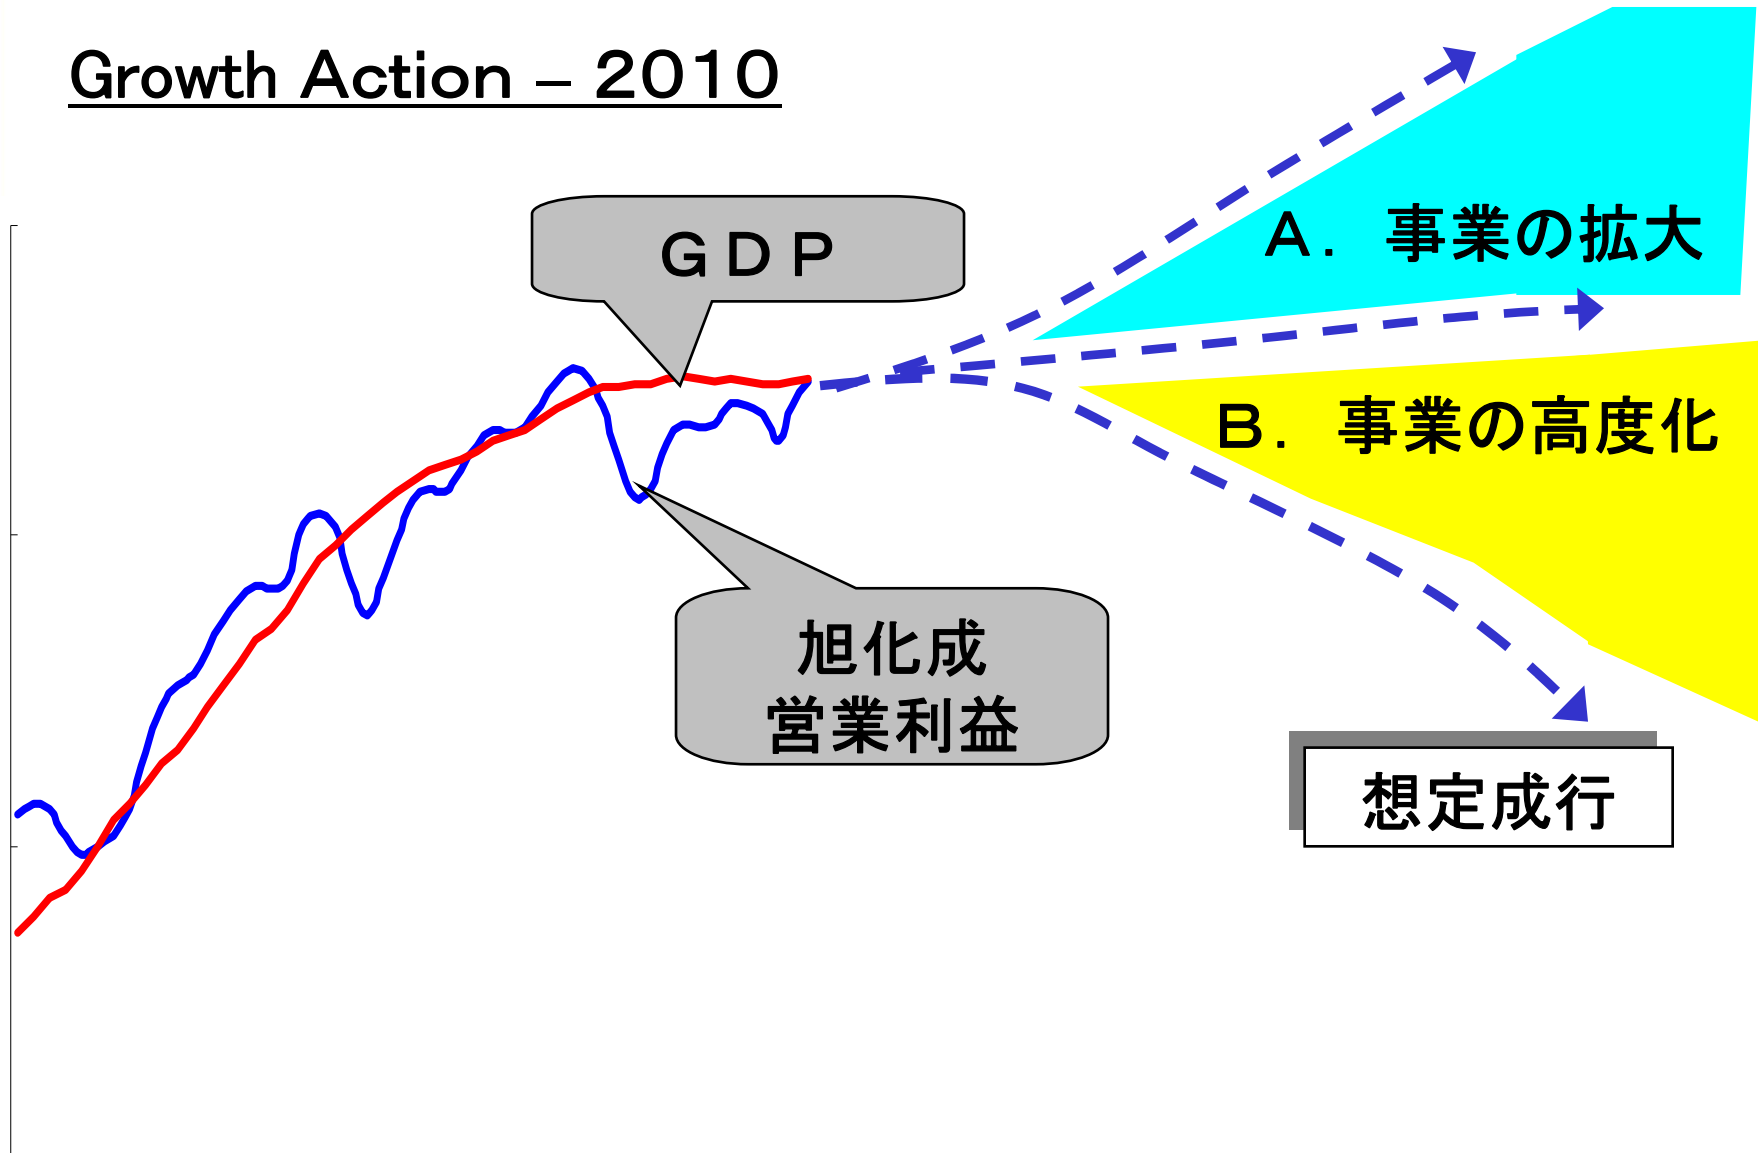 Growth Action – 2010
GDP
A. 事業の拡大
B. 事業の高度化
旭化成
営業利益
想定成行